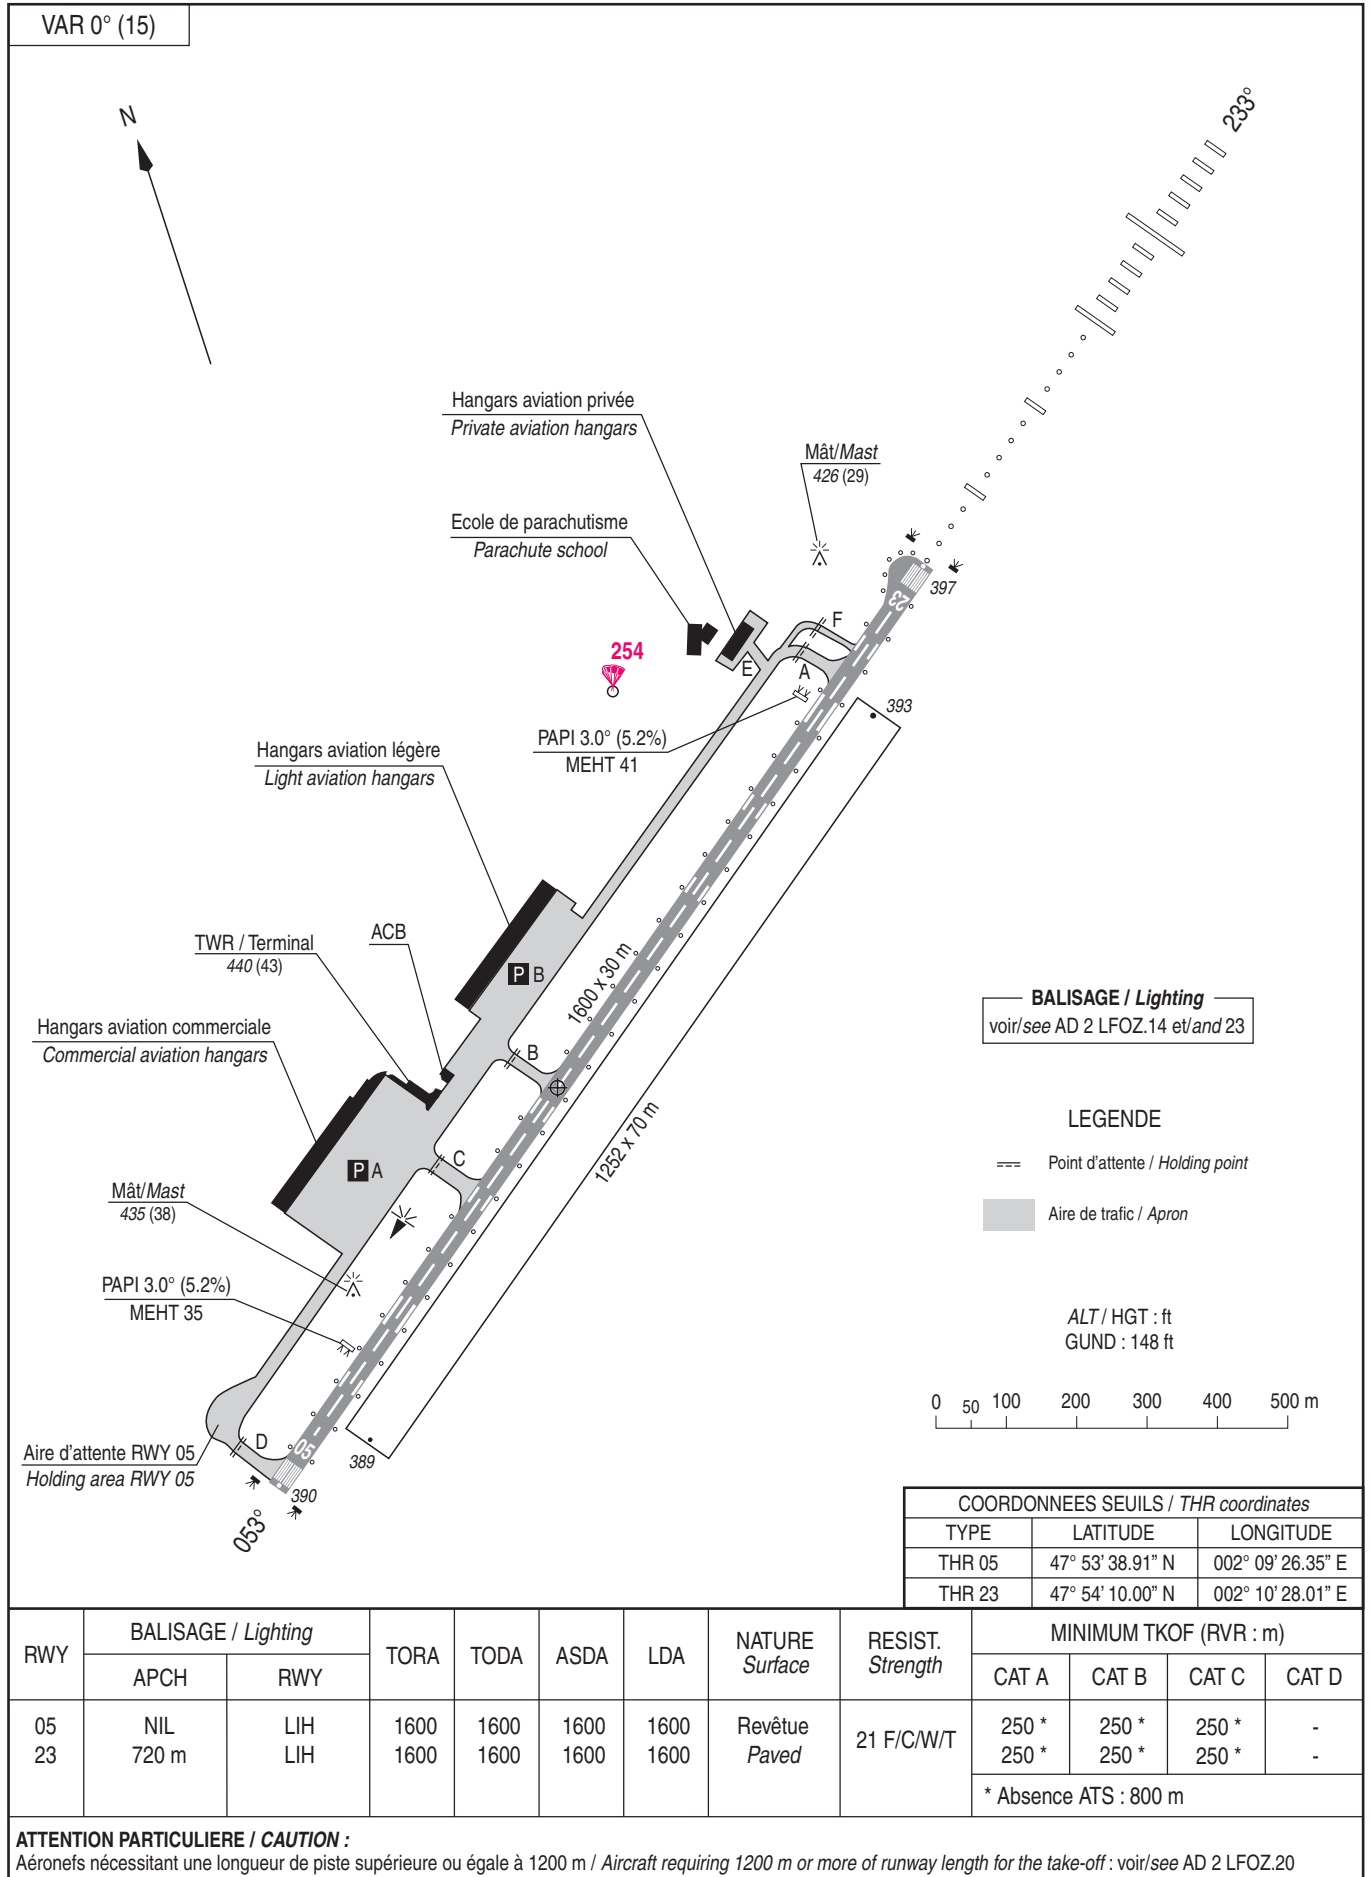 VAR 0° (15)
N
233°
Hangars aviation privée
Private aviation hangars
Mât/Mast
426 (29)
Ecole de parachutisme
Parachute school
397
23
F
254
E
A
393
PAPI 3.0° (5.2%)
MEHT 41
Hangars aviation légère
Light aviation hangars
ACB
TWR / Terminal
440 (43)
P B
1600 x 30 m
BALISAGE / Lighting
voir/see AD 2 LFOZ.14 et/and 23
Hangars aviation commerciale
Commercial aviation hangars
B
1252 x 70 m
LEGENDE
Point d'attente / Holding point
C
P A
Mât/Mast
435 (38)
Aire de trafic / Apron
PAPI 3.0° (5.2%)
MEHT 35
ALT / HGT : ft
GUND : 148 ft
0 50 100 200 300 400 500 m
D
05
Aire d'attente RWY 05
Holding area RWY 05
389
390
053°
COORDONNEES SEUILS / THR coordinates
TYPE LATITUDE LONGITUDE
THR 05 47° 53' 38.91" N 002° 09' 26.35" E
THR 23 47° 54' 10.00" N 002° 10' 28.01" E
RWY BALISAGE / Lighting TORA TODA ASDA LDA NATURE Surface RESIST. Strength MINIMUM TKOF (RVR : m)
APCH RWY CAT A CAT B CAT C CAT D
05 NIL LIH 1600 1600 1600 1600 Revêtue 21 F/C/W/T 250 * 250 * 250 * -
23 720 m LIH 1600 1600 1600 1600 Paved 250 * 250 * 250 * -
* Absence ATS : 800 m
ATTENTION PARTICULIERE / CAUTION :
Aéronefs nécessitant une longueur de piste supérieure ou égale à 1200 m / Aircraft requiring 1200 m or more of runway length for the take-off : voir/see AD 2 LFOZ.20